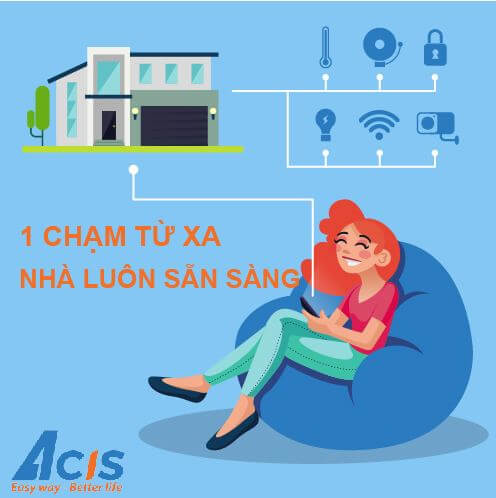 1 CHẠM TỪ XA
NHÀ LUÔN SẴN SÀNG
Acis
Easy way Better life